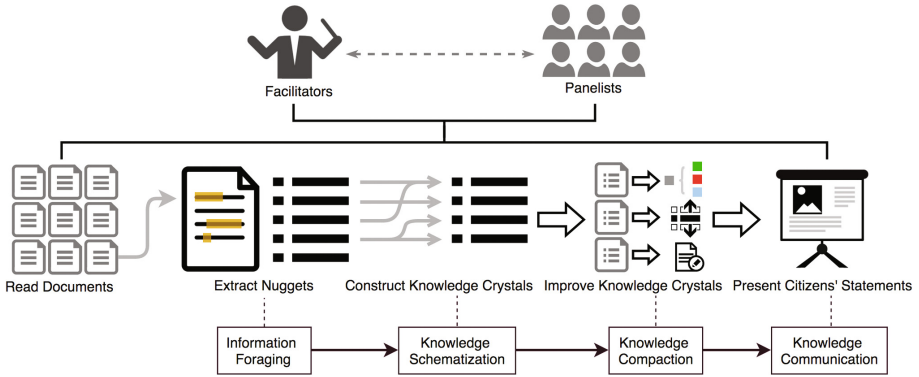 Facilitators
Panelists
Read Documents
Extract Nuggets
Construct Knowledge Crystals
Improve Knowledge Crystals
Present Citizens' Statements
Information
Foraging
Knowledge
Schematization
Knowledge
Compaction
Knowledge
Communication